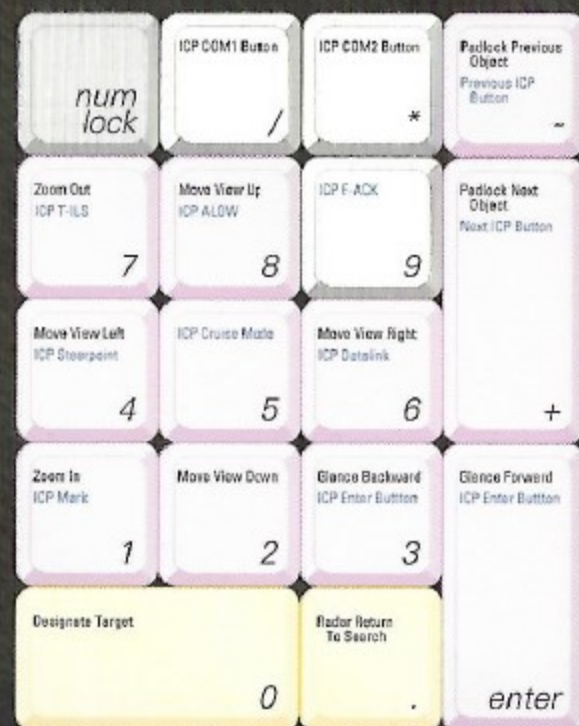 num
lock
ICP COM1 Button
/
ICP COM2 Button
*
Padlock Previous
Object
Previous ICP
Button
-
Zoom Out
ICP T-ILS
7
Move View Up
ICP ALOW
8
ICP F-ACK
9
Padlock Next
Object
Next ICP Button
+
Move View Left
ICP Steerpoint
4
ICP Cruise Mode
5
Move View Right
ICP Datalink
6
Zoom In
ICP Mark
1
Move View Down
2
Glance Backward
ICP Enter Buttton
3
Glance Forward
ICP Enter Buttton
enter
Designate Target
0
Radar Return
To Search
.